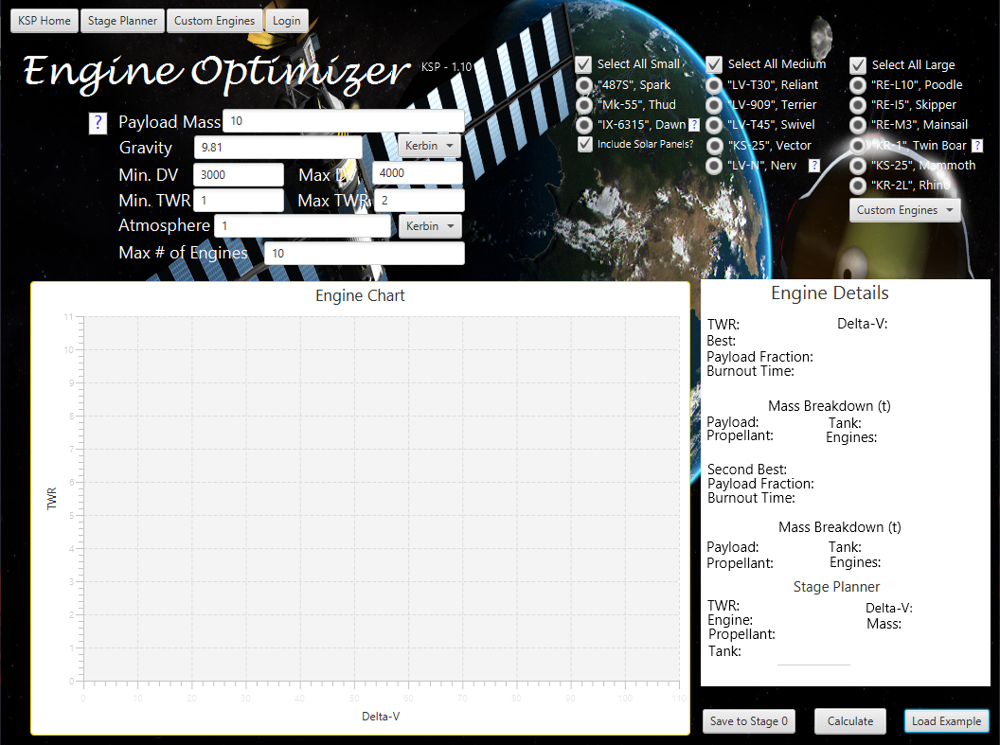 KSP Home Stage Planner Custom Engines Login
Engine Optimizer KSP - 1.10
? Payload Mass 10
Gravity 9.81 Kerbin
Min. DV 3000 Max DV 4000
Min. TWR 1 Max TWR 2
Atmosphere 1 Kerbin
Max # of Engines 10
Select All Small
"487S", Spark
"Mk-55", Thud
"IX-6315", Dawn ?
Include Solar Panels?
Select All Medium
"LV-T30", Reliant
"LV-909", Terrier
"LV-T45", Swivel
"KS-25", Vector
"LV-N", Nerv ?
Select All Large
"RE-L10", Poodle
"RE-I5", Skipper
"RE-M3", Mainsail
"KR-1", Twin Boar ?
"KS-25", Mammoth
"KR-2L", Rhino
Custom Engines
Engine Chart
TWR
11
10
9
8
7
6
5
4
3
2
1
0
0 10 20 30 40 50 60 70 80 90 100 110
Delta-V
Engine Details
TWR: Delta-V:
Best:
Payload Fraction:
Burnout Time:
Mass Breakdown (t)
Payload: Tank:
Propellant: Engines:
Second Best:
Payload Fraction:
Burnout Time:
Mass Breakdown (t)
Payload: Tank:
Propellant: Engines:
Stage Planner
TWR: Delta-V:
Engine: Mass:
Propellant:
Tank:
Save to Stage 0 Calculate Load Example